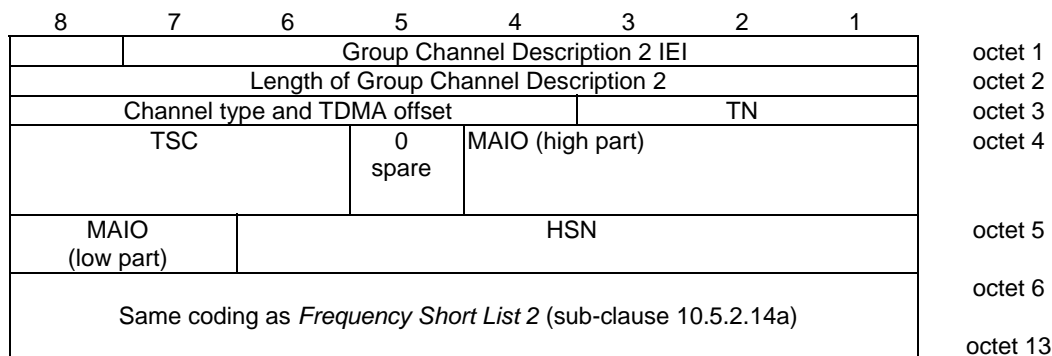 8 7 6 5 4 3 2 1
Group Channel Description 2 IEI octet 1
Length of Group Channel Description 2 octet 2
Channel type and TDMA offset TN octet 3
TSC 0 MAIO (high part) octet 4
spare
MAIO HSN octet 5
(low part)
octet 6
Same coding as Frequency Short List 2 (sub-clause 10.5.2.14a)
octet 13